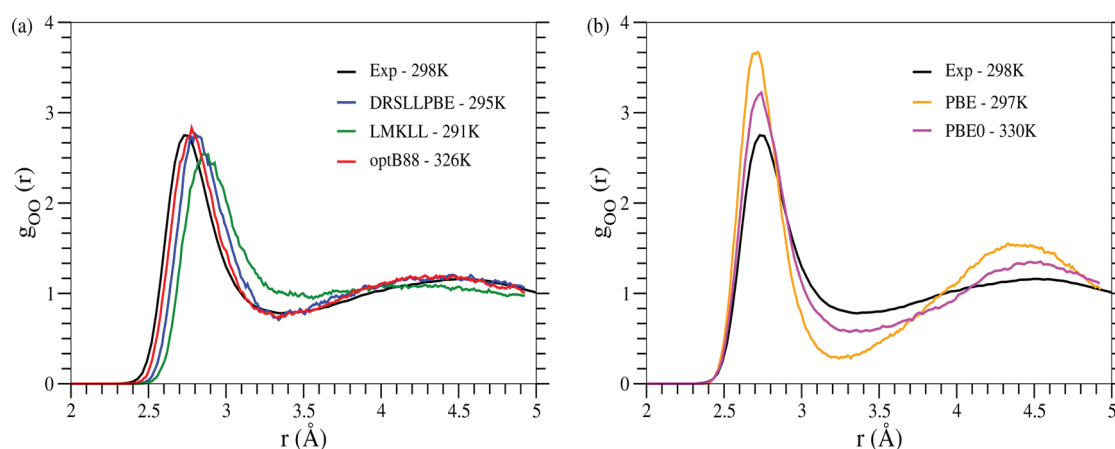 (a)
4
3
2
1
0
g_OO (r)
Exp - 298K
DRSLLPBE - 295K
LMKLL - 291K
optB88 - 326K
2
2.5
3
3.5
4
4.5
5
r (Å)
(b)
4
3
2
1
0
g_OO (r)
Exp - 298K
PBE - 297K
PBE0 - 330K
2
2.5
3
3.5
4
4.5
5
r (Å)